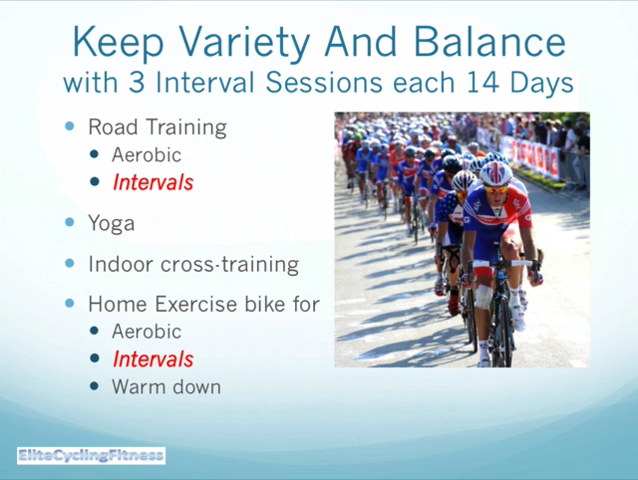 Keep Variety And Balance
with 3 Interval Sessions each 14 Days
Road Training
Aerobic
Intervals
Yoga
Indoor cross-training
Home Exercise bike for
Aerobic
Intervals
Warm down
EliteCyclingFitness